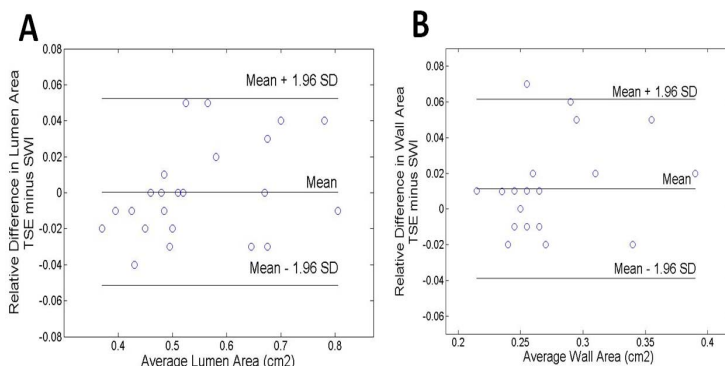 A
Relative Difference in Lumen Area
TSE minus SWI
0.08
0.06
0.04
0.02
0
-0.02
-0.04
-0.06
-0.08
Mean + 1.96 SD
Mean
Mean - 1.96 SD
0.4 0.5 0.6 0.7 0.8
Average Lumen Area (cm2)
B
Relative Difference in Wall Area
TSE minus SWI
0.08
0.06
0.04
0.02
0
-0.02
-0.04
-0.06
Mean + 1.96 SD
Mean
Mean - 1.96 SD
0.2 0.25 0.3 0.35 0.4
Average Wall Area (cm2)